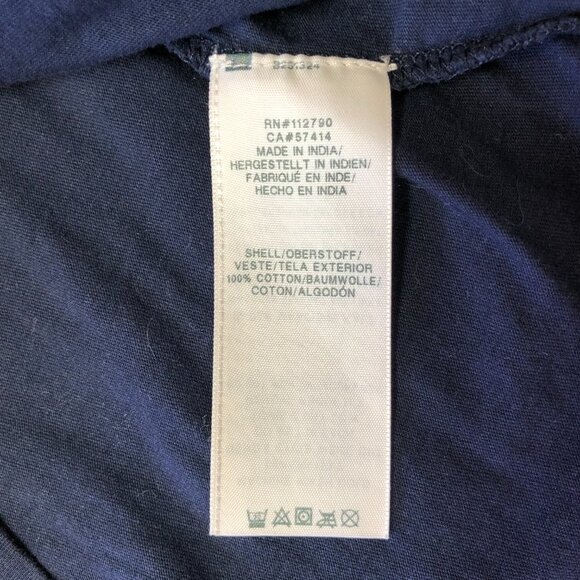 RN#112790
CA#57414
MADE IN INDIA/
HERGESTELLT IN INDIEN/
FABRIQUÉ EN INDE/
HECHO EN INDIA
SHELL/OBERSTOFF/
VESTE/TELA EXTERIOR
100% COTTON/BAUMWOLLE/
COTON/ALGODÓN